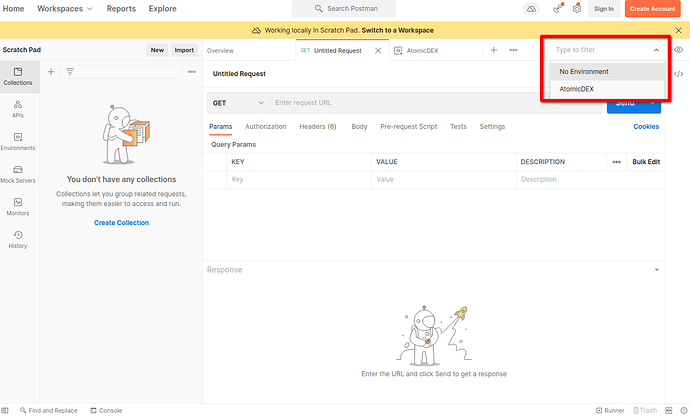 Home Workspaces Reports Explore Search Postman Sign In Create Account
Working locally in Scratch Pad. Switch to a Workspace
Scratch Pad New Import Overview GET Untitled Request AtomicDEX Type to filter
Collections
No Environment
AtomicDEX
Untitled Request
APIs
GET Enter request URL Send
Environments
Params Authorization Headers (6) Body Pre-request Script Tests Settings Cookies
Query Params
Mock Servers
KEY VALUE DESCRIPTION Bulk Edit
Key Value Description
You don't have any collections
Collections let you group related requests,
making them easier to access and run.
Create Collection
Monitors
History
Response
Enter the URL and click Send to get a response
Find and Replace Console Runner Trash